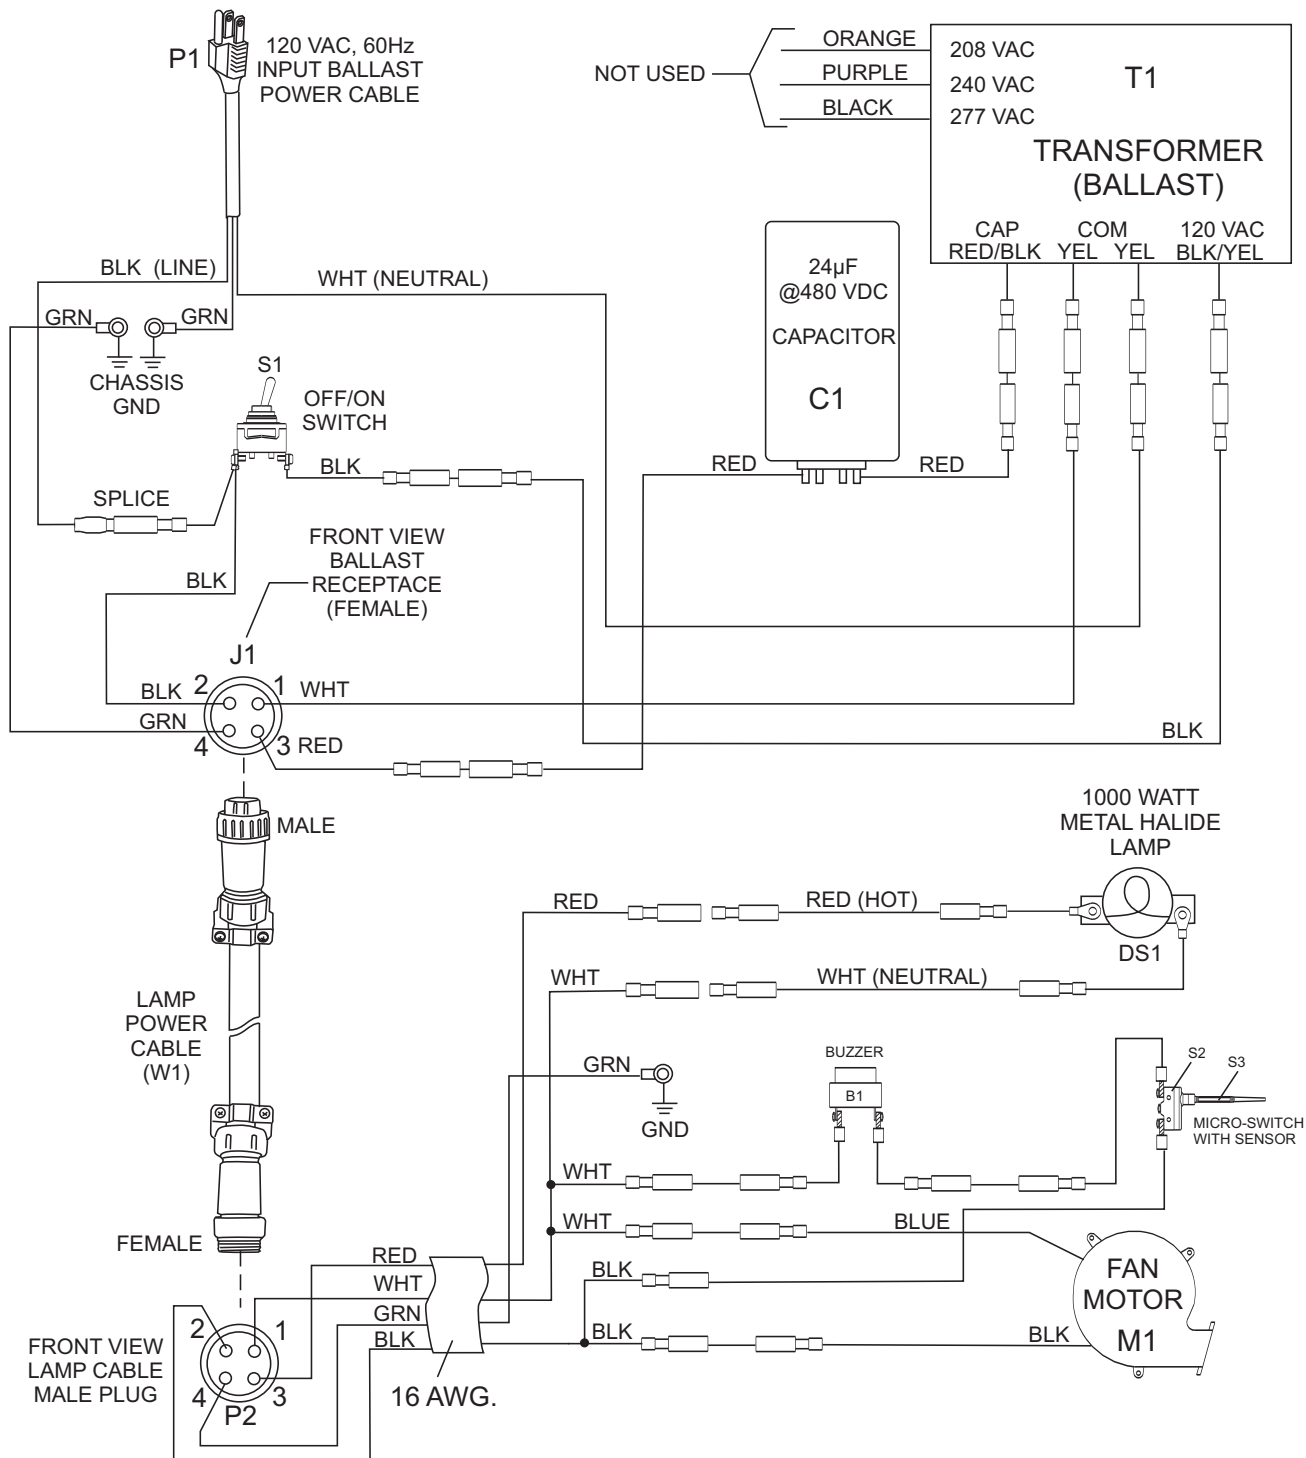 P1
120 VAC, 60Hz
INPUT BALLAST
POWER CABLE
NOT USED
ORANGE
PURPLE
BLACK
208 VAC
240 VAC
277 VAC
T1
TRANSFORMER
(BALLAST)
CAP
RED/BLK
COM
YEL YEL
120 VAC
BLK/YEL
BLK (LINE)
WHT (NEUTRAL)
GRN
GRN
CHASSIS
GND
S1
OFF/ON
SWITCH
24µF
@480 VDC
CAPACITOR
C1
BLK
RED
RED
SPLICE
FRONT VIEW
BALLAST
RECEPTACE
(FEMALE)
BLK
J1
BLK
2
1
WHT
GRN
4
3
RED
BLK
MALE
1000 WATT
METAL HALIDE
LAMP
RED
RED (HOT)
DS1
WHT
WHT (NEUTRAL)
LAMP
POWER
CABLE
(W1)
GRN
GND
BUZZER
B1
S2
S3
MICRO-SWITCH
WITH SENSOR
WHT
WHT
BLUE
FEMALE
RED
WHT
GRN
BLK
BLK
BLK
BLK
FAN
MOTOR
M1
FRONT VIEW
LAMP CABLE
MALE PLUG
2
1
4
3
P2
16 AWG.